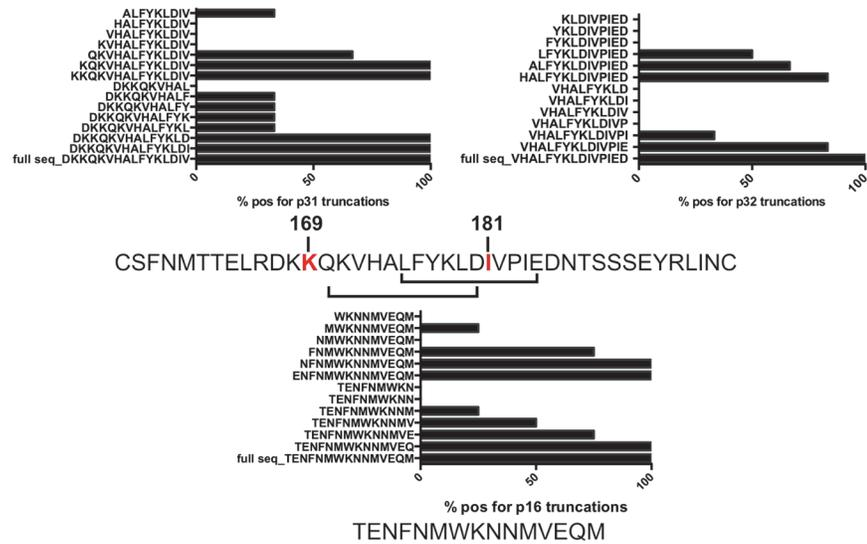 ALFYKLDIV
HALFYKLDIV
VHALFYKLDIV
KVHALFYKLDIV
QKVHALFYKLDIV
KQKVHALFYKLDIV
KKQKVHALFYKLDIV
DKKQKVHAL
DKKQKVHALF
DKKQKVHALFY
DKKQKVHALFYK
DKKQKVHALFYKL
DKKQKVHALFYKLD
DKKQKVHALFYKLDI
full seq_DKKQKVHALFYKLDIV
0 50 100
% pos for p31 truncations
KLDIVPIED
YKLDIVPIED
FYKLDIVPIED
LFYKLDIVPIED
ALFYKLDIVPIED
HALFYKLDIVPIED
VHALFYKLD
VHALFYKLDI
VHALFYKLDIV
VHALFYKLDIVP
VHALFYKLDIVPI
VHALFYKLDIVPIE
full seq_VHALFYKLDIVPIED
0 50 100
% pos for p32 truncations
169 181
CSFNMTTELRDKKQKVHALFYKLDIVPIEDNTSSSEYRLINC
WKNNMVEQM
MWKNNMVEQM
NMWKNNMVEQM
FNMWKNNMVEQM
NFNMWKNNMVEQM
ENFNMWKNNMVEQM
TENFNMWKN
TENFNMWKNN
TENFNMWKNNM
TENFNMWKNNMV
TENFNMWKNNMVE
TENFNMWKNNMVEQ
full seq_TENFNMWKNNMVEQM
0 50 100
% pos for p16 truncations
TENFNMWKNNMVEQM